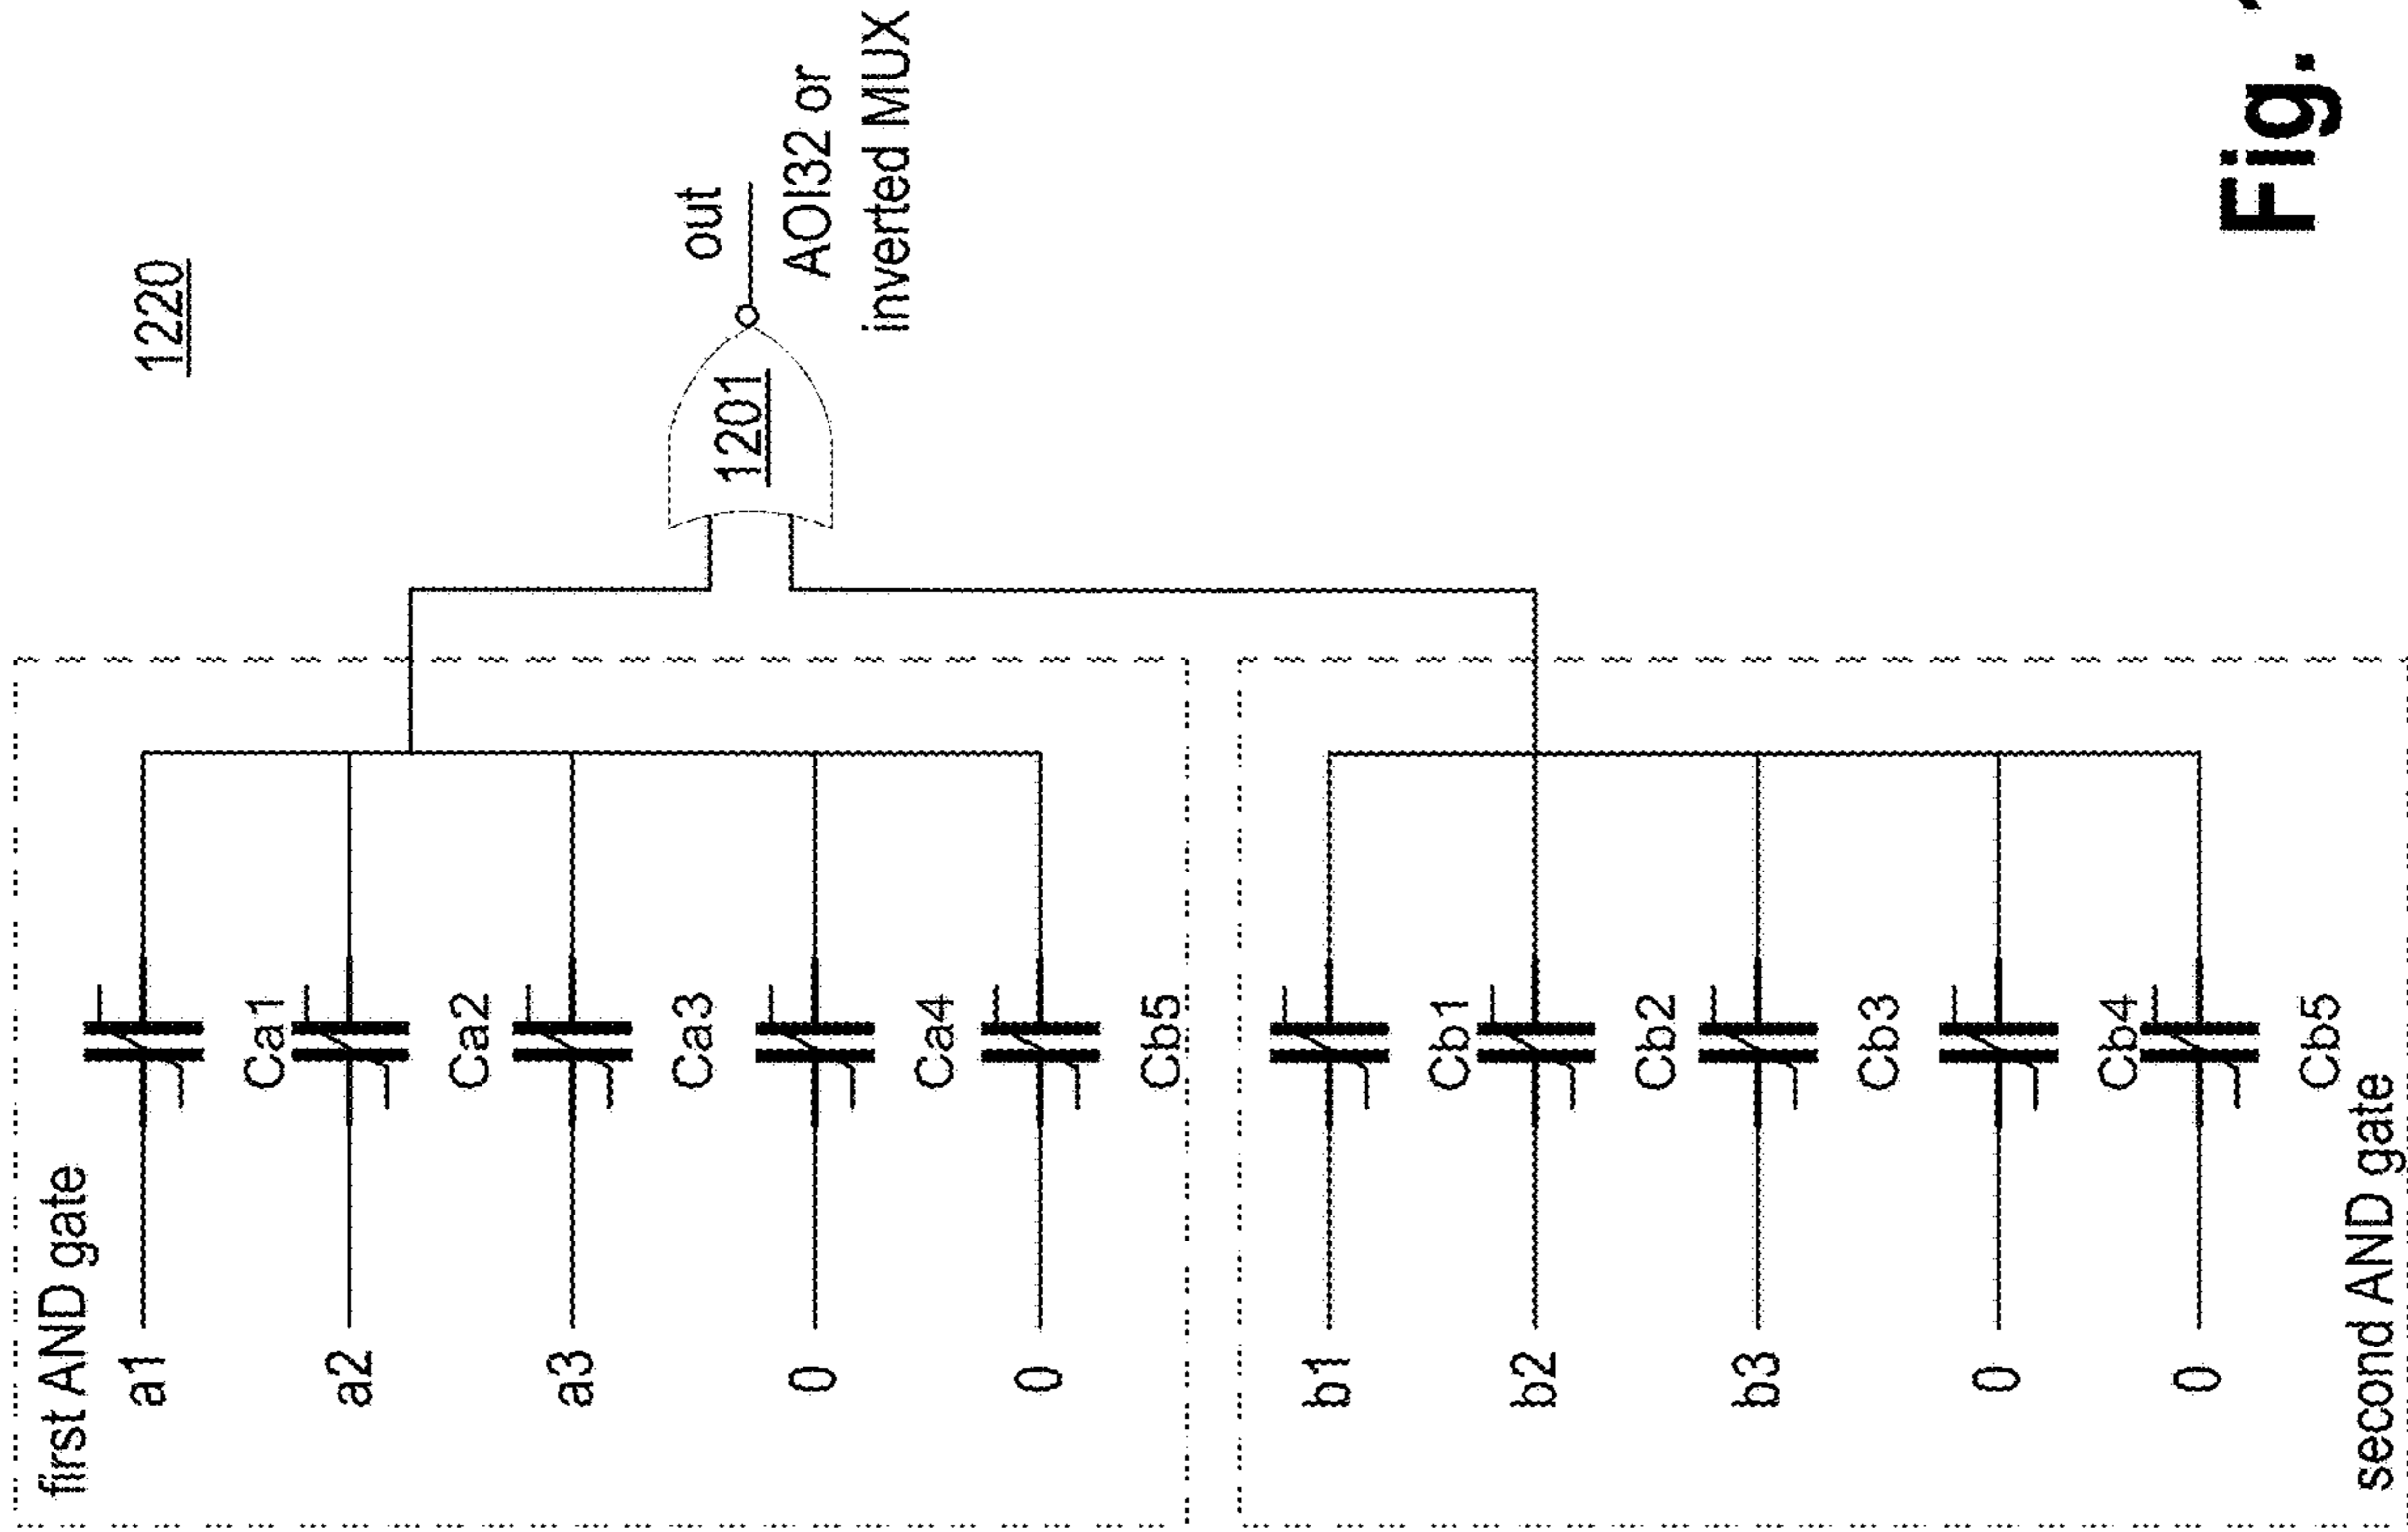 first AND gate
a1
Ca1
a2
Ca2
a3
Ca3
0
Ca4
0
Cb5
1220
1201
out
AOI32 or
inverted MUX
b1
Cb1
b2
Cb2
b3
Cb3
0
Cb4
0
Cb5
second AND gate
Fig.